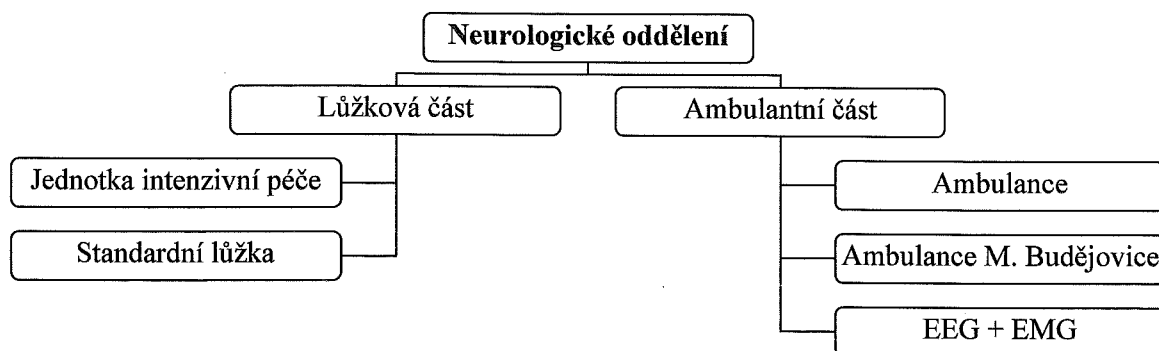 Neurologické oddělení
Lůžková část
Ambulantní část
Jednotka intenzivní péče
Ambulance
Standardní lůžka
Ambulance M. Budějovice
EEG + EMG